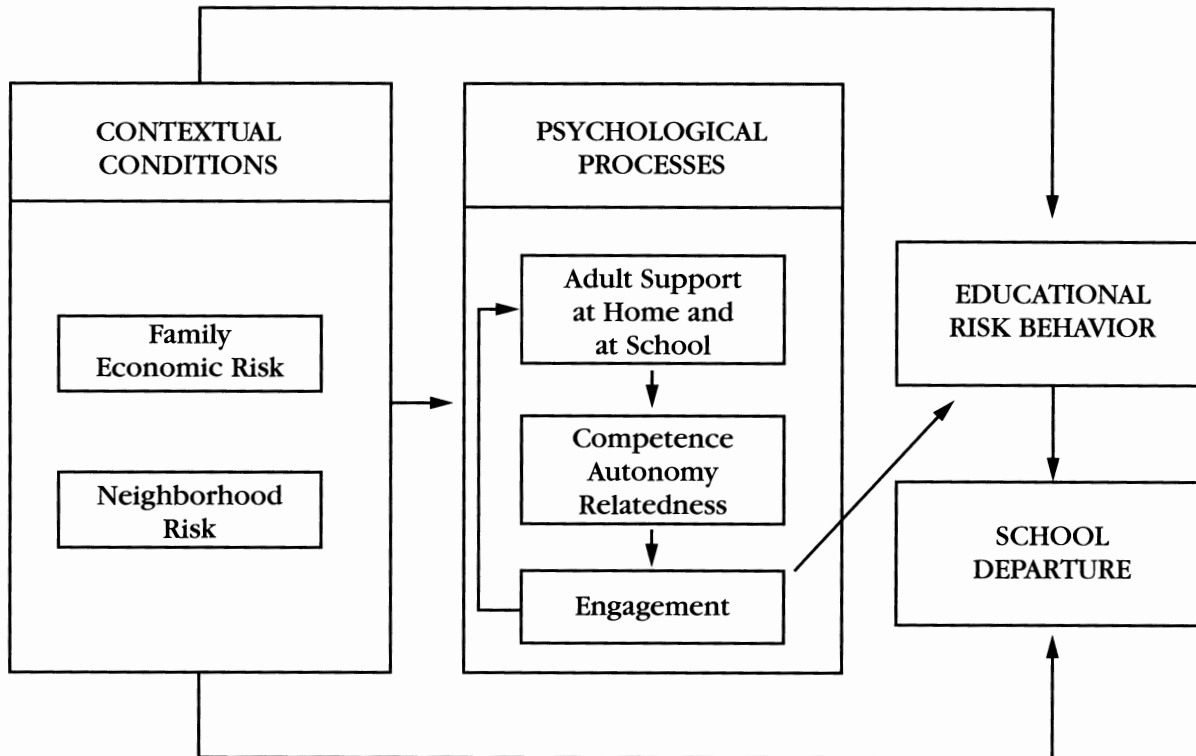 CONTEXTUAL
CONDITIONS
Family
Economic Risk
Neighborhood
Risk
PSYCHOLOGICAL
PROCESSES
Adult Support
at Home and
at School
Competence
Autonomy
Relatedness
Engagement
EDUCATIONAL
RISK BEHAVIOR
SCHOOL
DEPARTURE